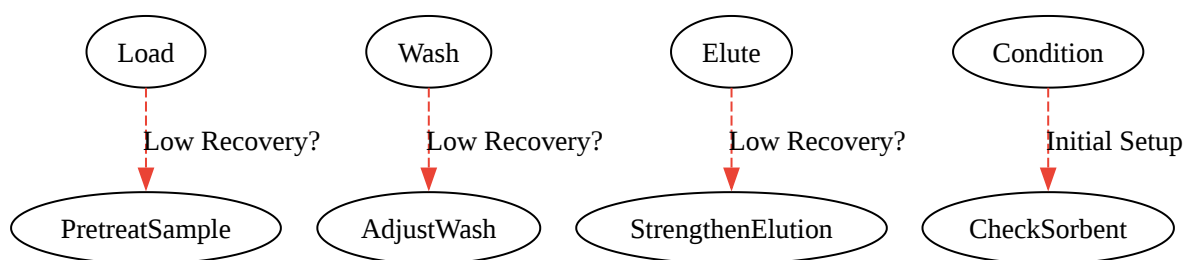 Load
Wash
Elute
Condition
Low Recovery?
Low Recovery?
Low Recovery?
Initial Setup
PretreatSample
AdjustWash
StrengthenElution
CheckSorbent